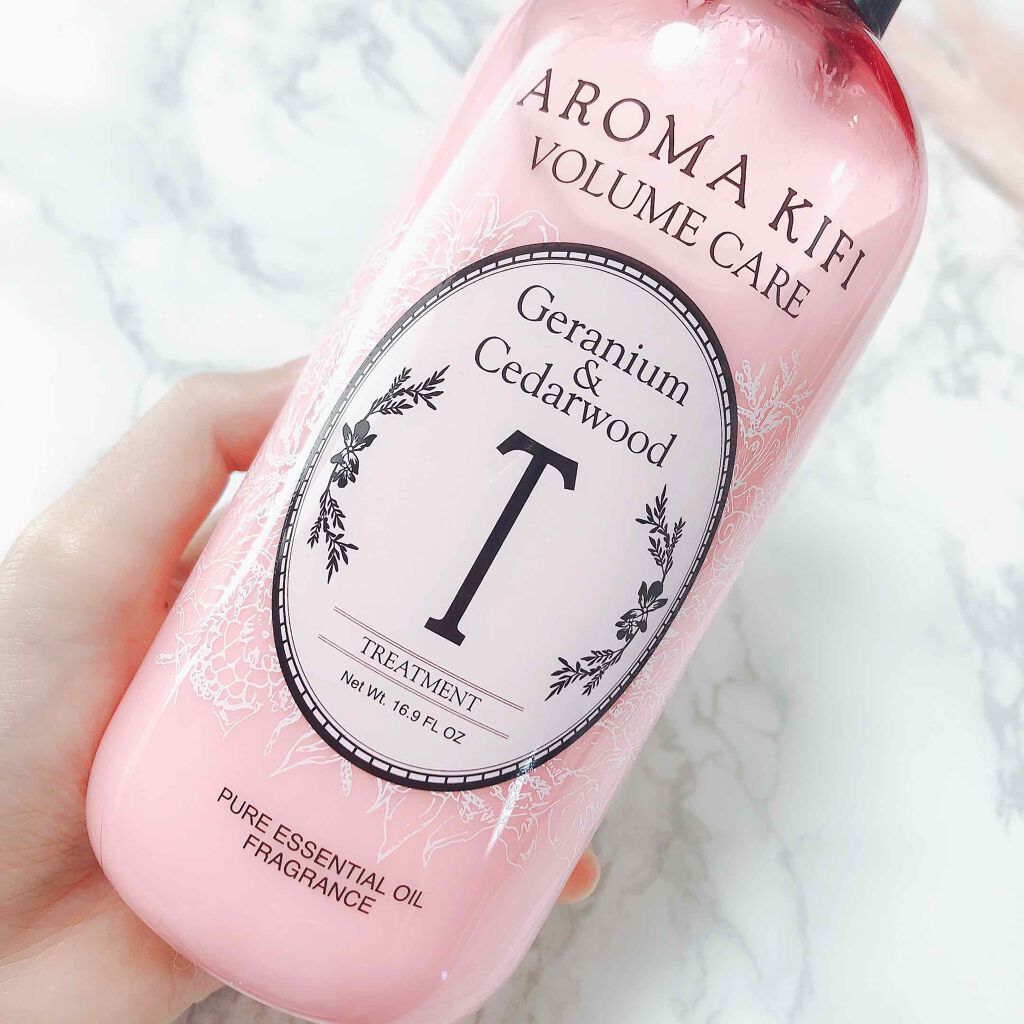 AROMA KIFI
VOLUME CARE
Geranium
&
Cedarwood
T
TREATMENT
Net Wt. 16.9 FL OZ
PURE ESSENTIAL OIL
FRAGRANCE